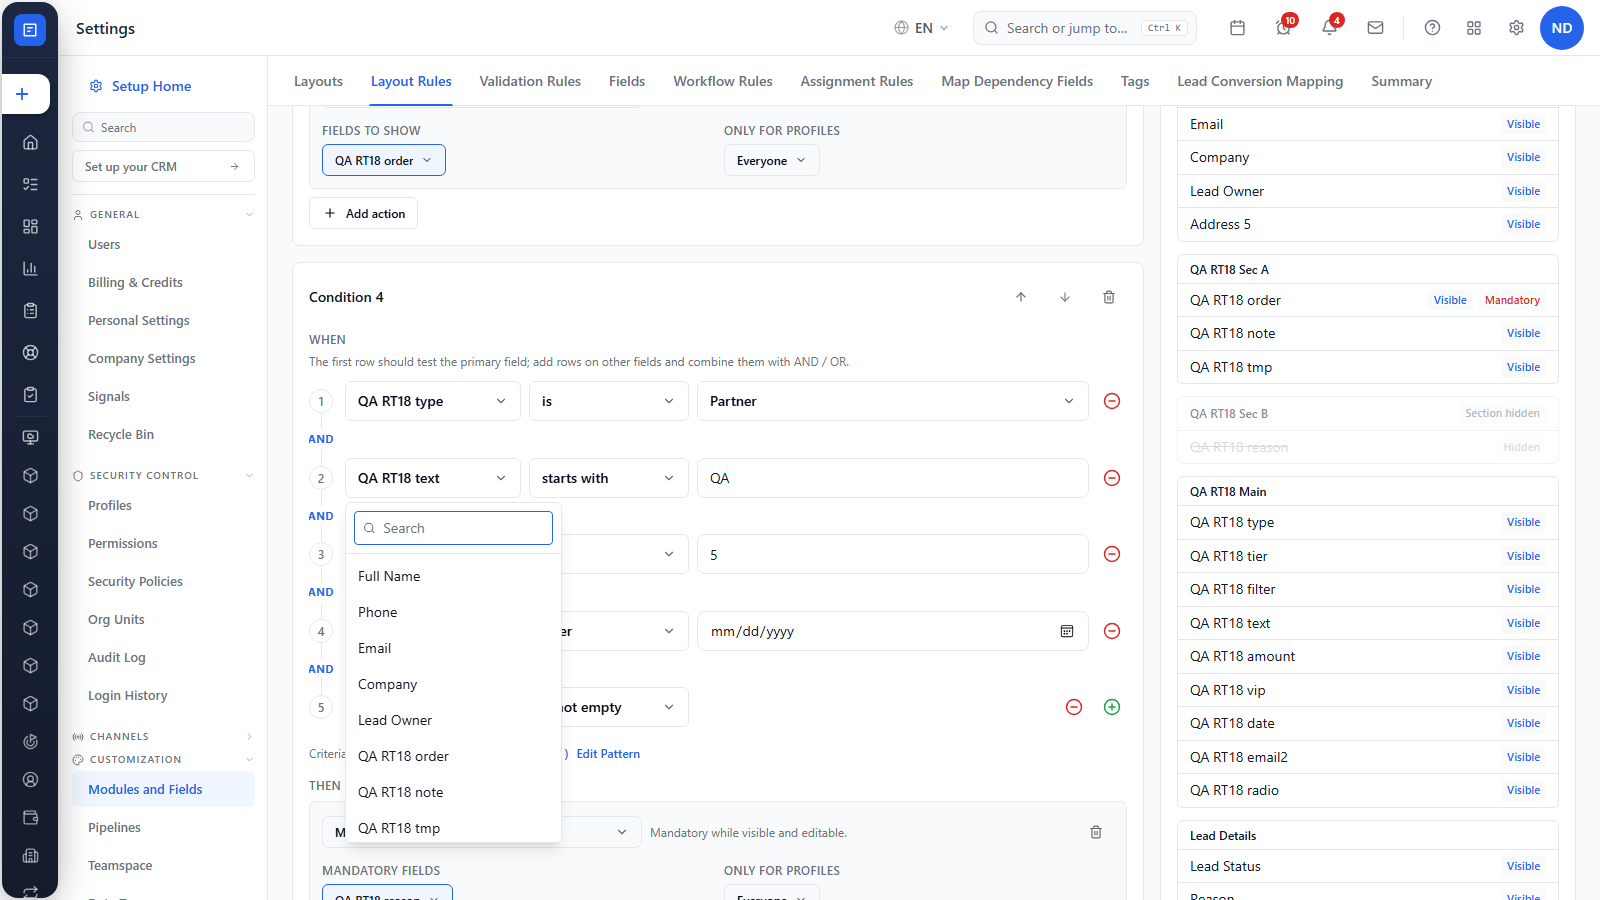 Settings
EN
Search or jump to...
Ctrl K
10
4
ND
Setup Home
Search
Set up your CRM
GENERAL
Users
Billing & Credits
Personal Settings
Company Settings
Signals
Recycle Bin
SECURITY CONTROL
Profiles
Permissions
Security Policies
Org Units
Audit Log
Login History
CHANNELS
CUSTOMIZATION
Modules and Fields
Pipelines
Teamspace
Layouts
Layout Rules
Validation Rules
Fields
Workflow Rules
Assignment Rules
Map Dependency Fields
Tags
Lead Conversion Mapping
Summary
FIELDS TO SHOW
ONLY FOR PROFILES
QA RT18 order
Everyone
Add action
Condition 4
WHEN
The first row should test the primary field; add rows on other fields and combine them with AND / OR.
1
QA RT18 type
is
Partner
AND
2
QA RT18 text
starts with
QA
AND
Search
3
5
Full Name
AND
Phone
4
er
mm/dd/yyyy
Email
AND
Company
5
not empty
Lead Owner
Criteria
) Edit Pattern
QA RT18 order
THEN
QA RT18 note
M
QA RT18 tmp
Mandatory while visible and editable.
MANDATORY FIELDS
ONLY FOR PROFILES
QA RT18 reason
Everyone
Email Visible
Company Visible
Lead Owner Visible
Address 5 Visible
QA RT18 Sec A
QA RT18 order Visible Mandatory
QA RT18 note Visible
QA RT18 tmp Visible
QA RT18 Sec B Section hidden
QA RT18 reason Hidden
QA RT18 Main
QA RT18 type Visible
QA RT18 tier Visible
QA RT18 filter Visible
QA RT18 text Visible
QA RT18 amount Visible
QA RT18 vip Visible
QA RT18 date Visible
QA RT18 email2 Visible
QA RT18 radio Visible
Lead Details
Lead Status Visible
Reason Visible